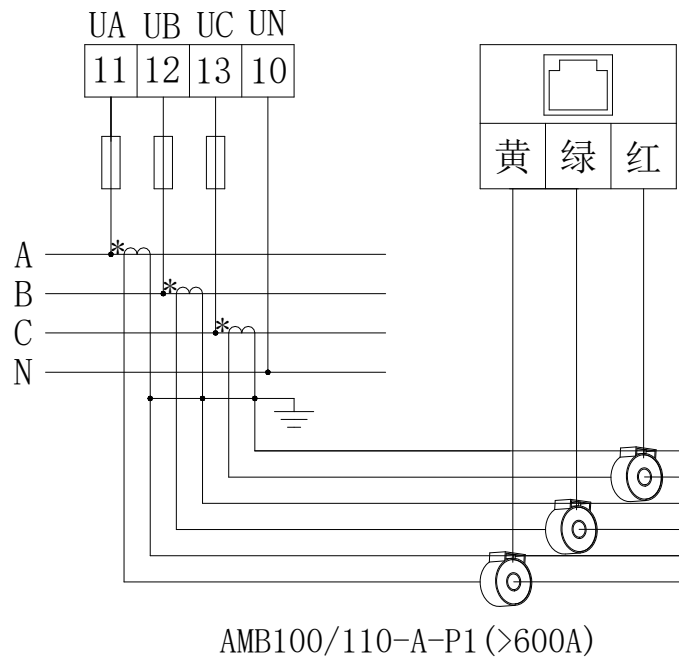 UA UB UC UN
11 12 13 10
黄 绿 红
*
A
*
B
*
C
N
AMB100/110-A-P1(>600A)